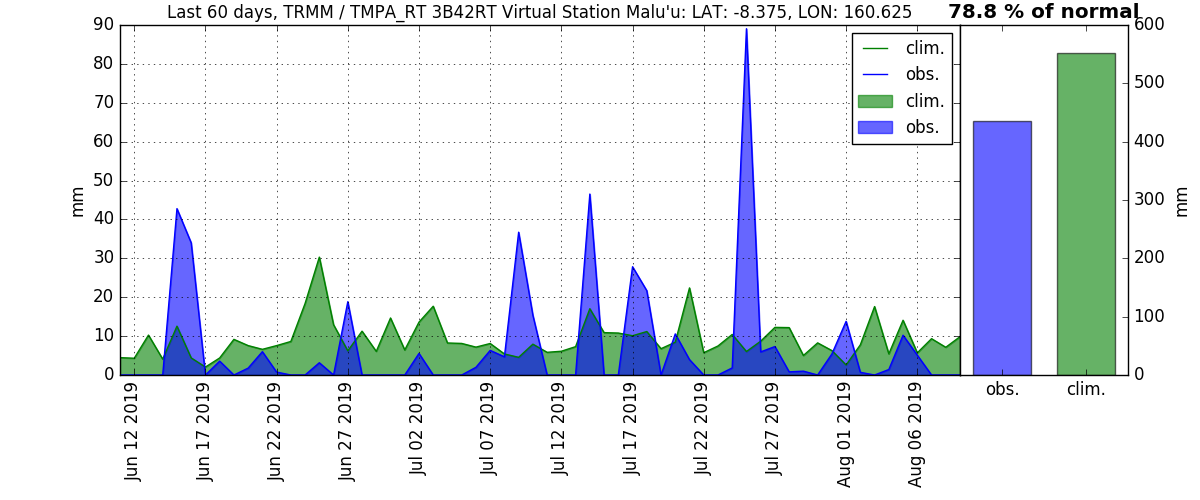 Last 60 days, TRMM / TMPA_RT 3B42RT Virtual Station Malu'u: LAT: -8.375, LON: 160.625
78.8 % of normal
90
80
70
60
50
40
30
20
10
0
mm
clim.
obs.
clim.
obs.
Jun 12 2019
Jun 17 2019
Jun 22 2019
Jun 27 2019
Jul 02 2019
Jul 07 2019
Jul 12 2019
Jul 17 2019
Jul 22 2019
Jul 27 2019
Aug 01 2019
Aug 06 2019
600
500
400
300
200
100
0
mm
obs.
clim.